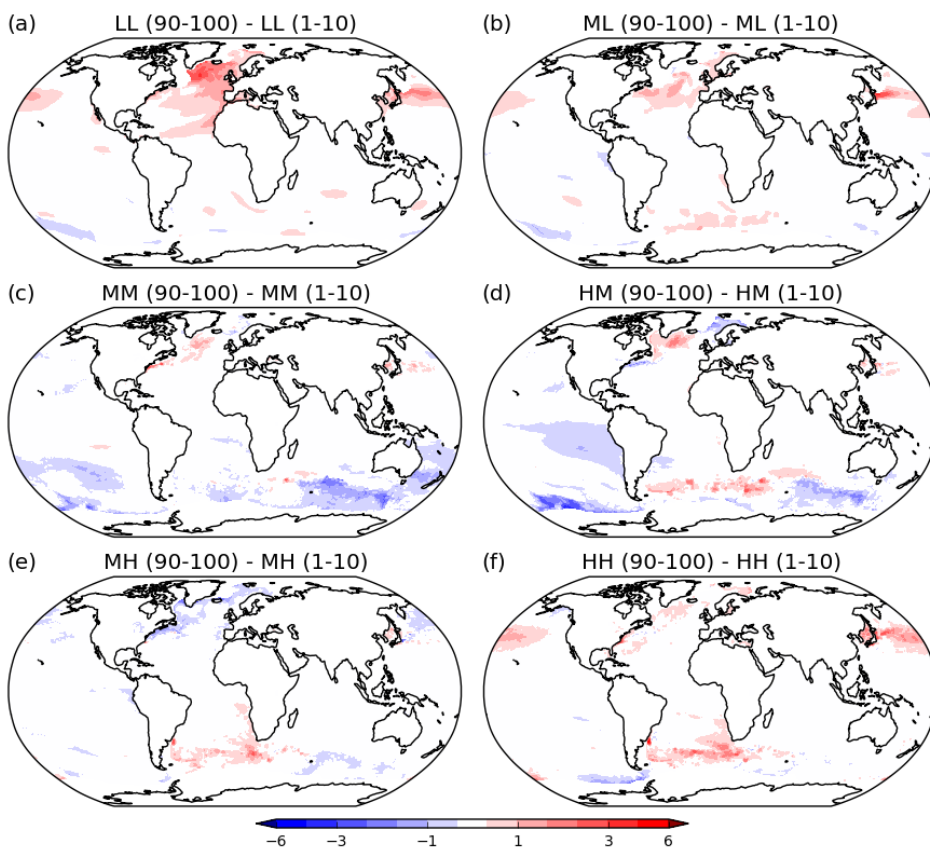 (a) LL (90-100) - LL (1-10)
(b) ML (90-100) - ML (1-10)
(c) MM (90-100) - MM (1-10)
(d) HM (90-100) - HM (1-10)
(e) MH (90-100) - MH (1-10)
(f) HH (90-100) - HH (1-10)
−6 −3 −1 1 3 6